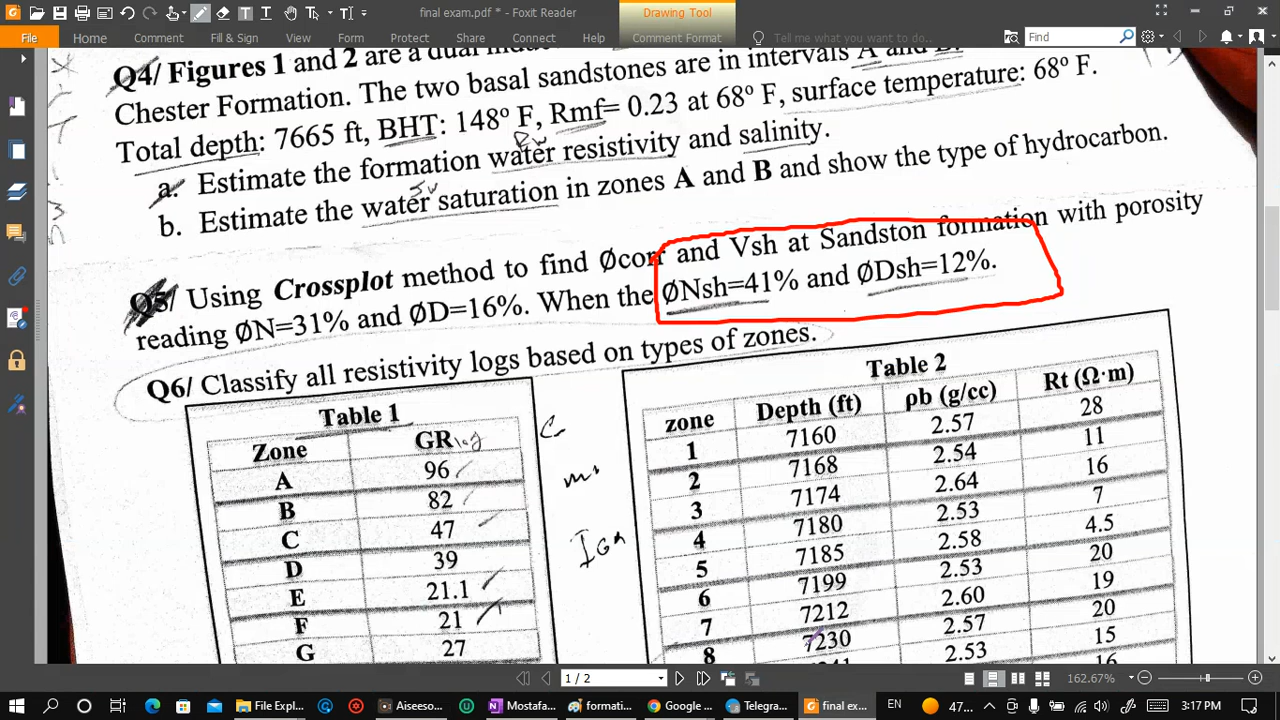 final exam.pdf * - Foxit Reader
Drawing Tool
File
Home
Fill & Sign
View
Form
Protect
Share
Connect
Help
Comment Format
Tell me what you want to do...
Find
Q4/ Figures 1 and 2 are a dual
Chester Formation. The two basal sandstones are in intervals A and B.
Total depth: 7665 ft, BHT: 148º F, Rmf= 0.23 at 68º F, surface temperature: 68º F.
a. Estimate the formation water resistivity and salinity.
b. Estimate the water saturation in zones A and B and show the type of hydrocarbon.
Q5/ Using Crossplot method to find Øcorr and Vsh at Sandston formation with porosity
reading ØN=31% and ØD=16%. When the ØNsh=41% and ØDsh=12%.
Q6/ Classify all resistivity logs based on types of zones.
Table 1
Zone GR log
A 96
B 82
C 47
D 39
E 21.1
F 21
G 27
IGR
Table 2
zone Depth (ft) ρb (g/cc) Rt (Ω·m)
1 7160 2.57 28
2 7168 2.54 11
3 7174 2.64 16
4 7180 2.53 7
5 7185 2.58 4.5
6 7199 2.53 20
7 7212 2.60 19
8 7230 2.57 20
2.53 15
1 / 2
162.67%
File Expl...
Aiseeso...
Mostafa...
formati...
Google ...
Telegra...
final ex...
EN
47...
3:17 PM